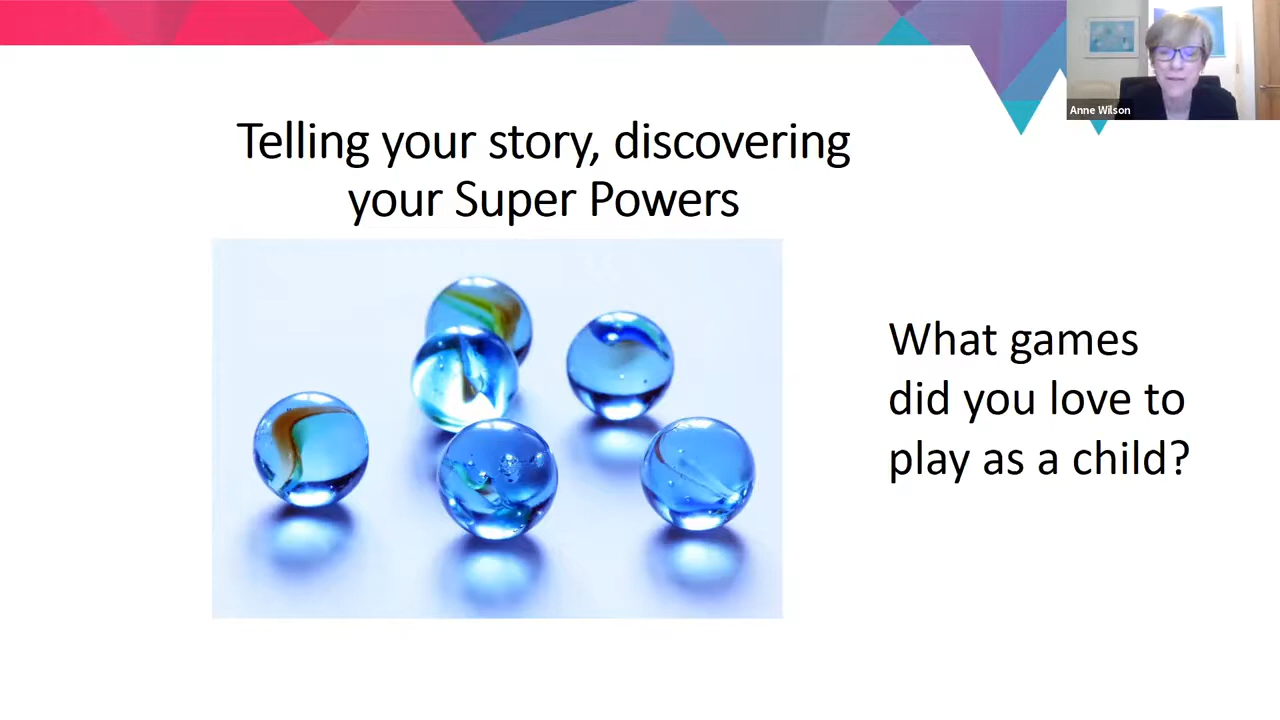 Anne Wilson
Telling your story, discovering
your Super Powers
What games
did you love to
play as a child?